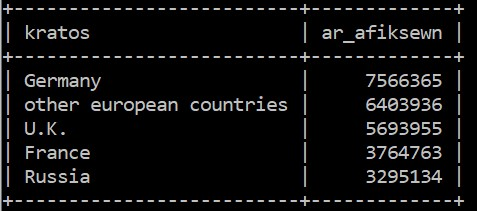 kratos ar_afiksewn
Germany 7566365
other european countries 6403936
U.K. 5693955
France 3764763
Russia 3295134